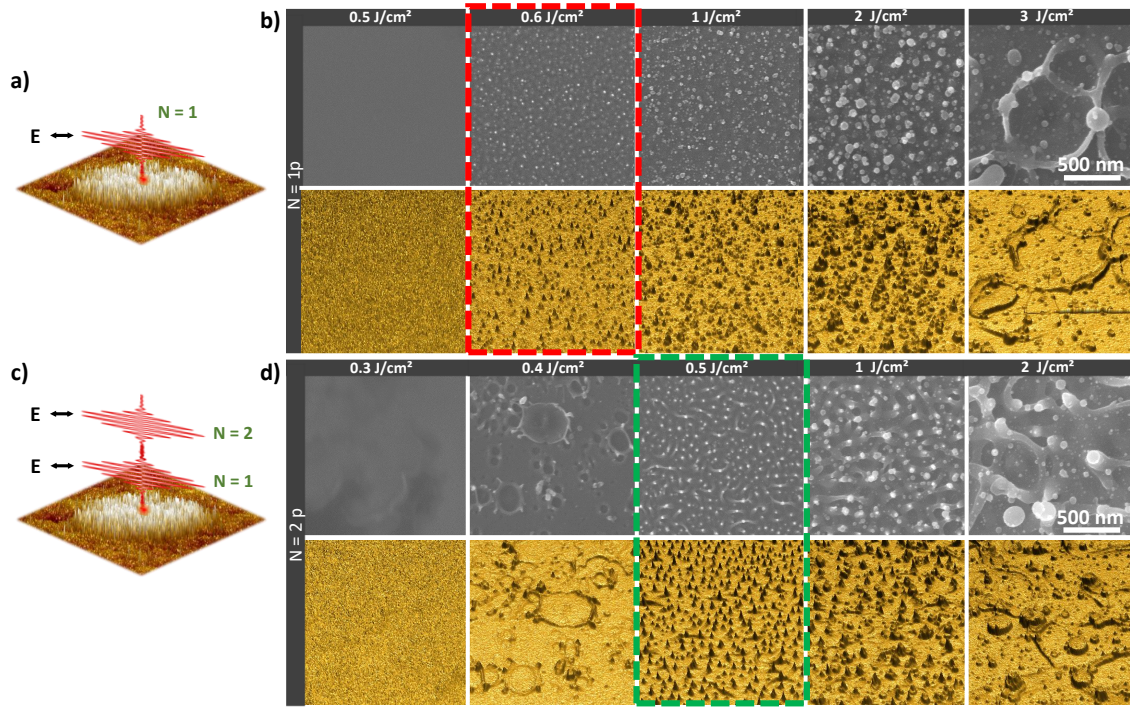 a)
N = 1
E
b)
0.5 J/cm²
0.6 J/cm²
1 J/cm²
2 J/cm²
3 J/cm²
N = 1p
500 nm
c)
E
N = 2
E
N = 1
d)
0.3 J/cm²
0.4 J/cm²
0.5 J/cm²
1 J/cm²
2 J/cm²
N = 2 p
500 nm